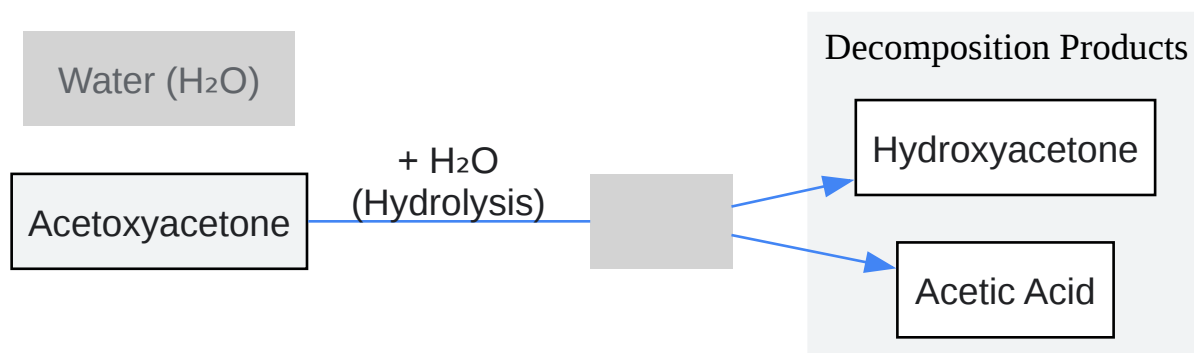 Decomposition Products
Water (H₂O)
Hydroxyacetone
+ H₂O
(Hydrolysis)
Acetoxyacetone
Acetic Acid